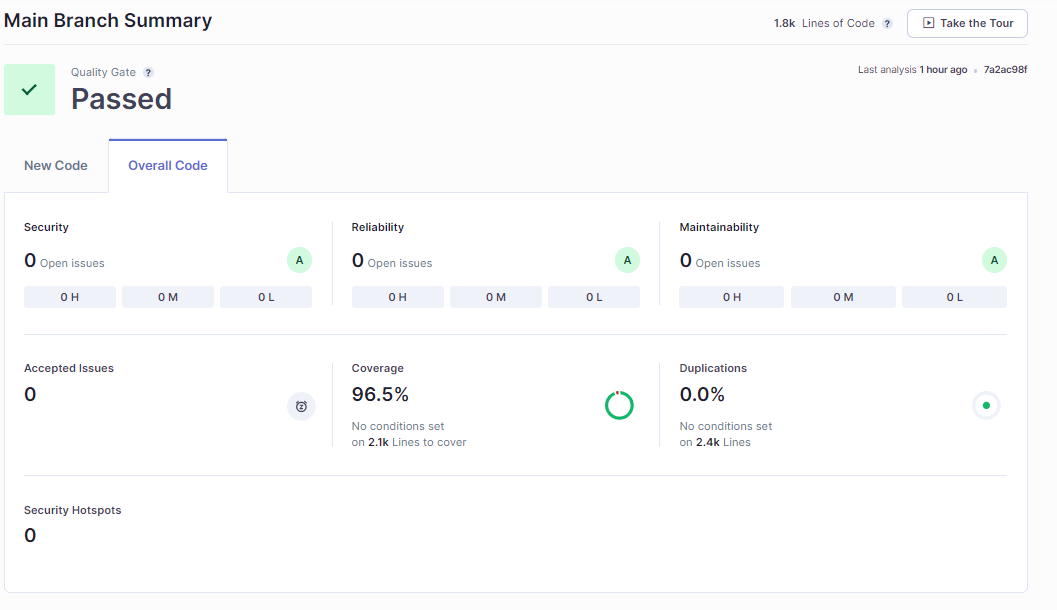 Main Branch Summary
1.8k Lines of Code ?
Take the Tour
Quality Gate ?
Passed
Last analysis 1 hour ago 7a2ac98f
New Code
Overall Code
Security
0 Open issues
A
0 H
0 M
0 L
Reliability
0 Open issues
A
0 H
0 M
0 L
Maintainability
0 Open issues
A
0 H
0 M
0 L
Accepted Issues
0
Coverage
96.5%
No conditions set
on 2.1k Lines to cover
Duplications
0.0%
No conditions set
on 2.4k Lines
Security Hotspots
0